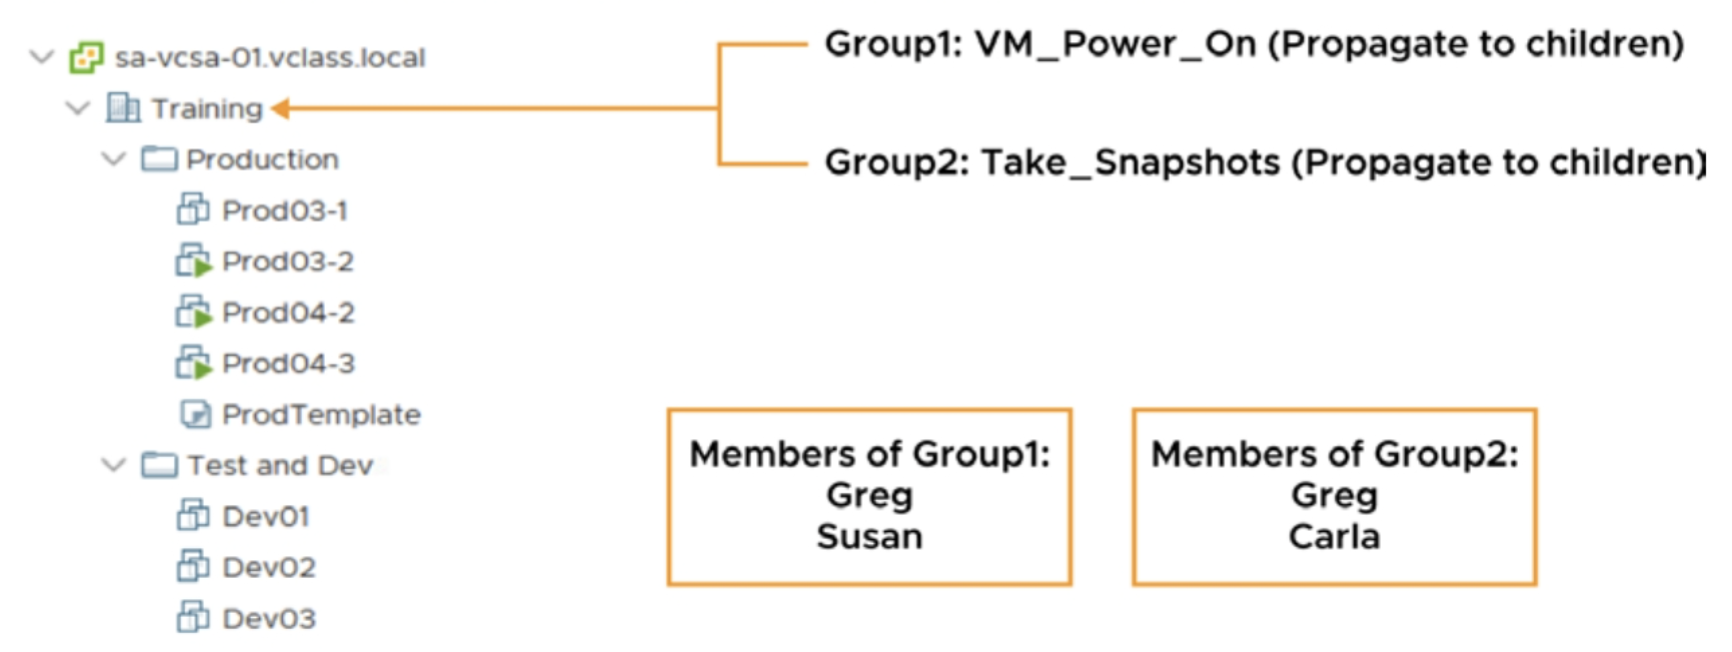 sa-vcsa-01.vclass.local
Training
Production
Prod03-1
Prod03-2
Prod04-2
Prod04-3
ProdTemplate
Test and Dev
Dev01
Dev02
Dev03
Group1: VM_Power_On (Propagate to children)
Group2: Take_Snapshots (Propagate to children)
Members of Group1:
Greg
Susan
Members of Group2:
Greg
Carla